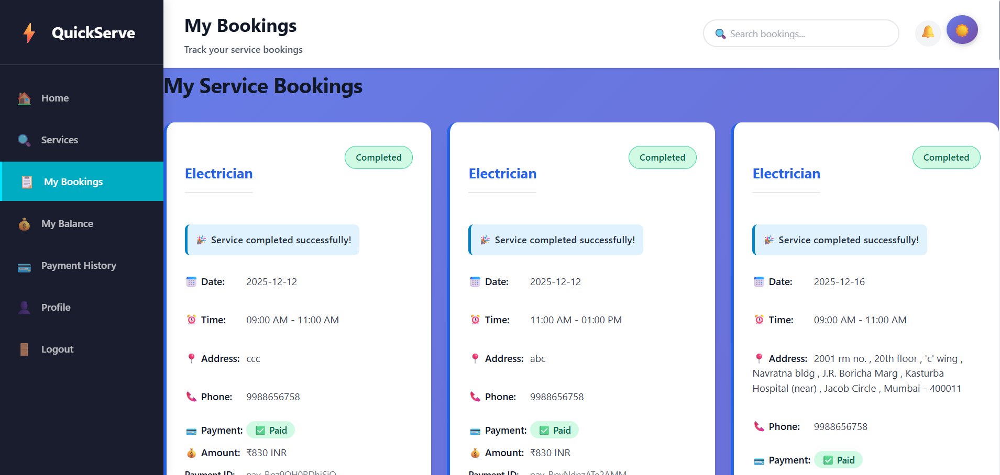 QuickServe
Home
Services
My Bookings
My Balance
Payment History
Profile
Logout
My Bookings
Track your service bookings
Search bookings...
My Service Bookings
Completed
Electrician
Service completed successfully!
Date: 2025-12-12
Time: 09:00 AM - 11:00 AM
Address: ccc
Phone: 9988656758
Payment: Paid
Amount: ₹830 INR
Payment ID:
Completed
Electrician
Service completed successfully!
Date: 2025-12-12
Time: 11:00 AM - 01:00 PM
Address: abc
Phone: 9988656758
Payment: Paid
Amount: ₹830 INR
Payment ID:
Completed
Electrician
Service completed successfully!
Date: 2025-12-16
Time: 09:00 AM - 11:00 AM
Address: 2001 rm no. , 20th floor , 'c' wing ,
Navratna bldg , J.R. Boricha Marg , Kasturba
Hospital (near) , Jacob Circle , Mumbai - 400011
Phone: 9988656758
Payment: Paid